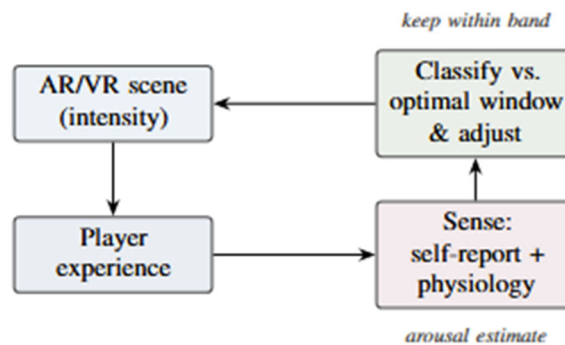 keep within band
AR/VR scene
(intensity)
Classify vs.
optimal window
& adjust
Player
experience
Sense:
self-report +
physiology
arousal estimate